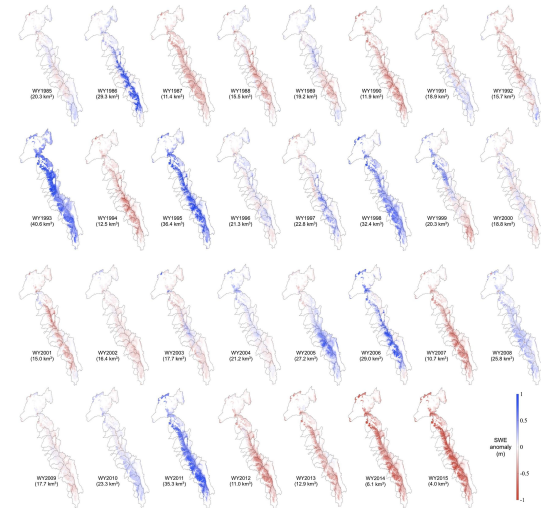 WY1985
(20.3 km³)
WY1986
(29.3 km³)
WY1987
(11.4 km³)
WY1988
(15.5 km³)
WY1989
(19.2 km³)
WY1990
(11.9 km³)
WY1991
(18.9 km³)
WY1992
(15.7 km³)
WY1993
(40.6 km³)
WY1994
(12.5 km³)
WY1995
(36.4 km³)
WY1996
(21.3 km³)
WY1997
(22.8 km³)
WY1998
(32.4 km³)
WY1999
(20.3 km³)
WY2000
(18.8 km³)
WY2001
(15.0 km³)
WY2002
(16.4 km³)
WY2003
(17.7 km³)
WY2004
(21.2 km³)
WY2005
(27.2 km³)
WY2006
(29.0 km³)
WY2007
(10.7 km³)
WY2008
(25.8 km³)
WY2009
(17.7 km³)
WY2010
(23.3 km³)
WY2011
(35.3 km³)
WY2012
(11.0 km³)
WY2013
(12.9 km³)
WY2014
(6.1 km³)
WY2015
(4.0 km³)
SWE
anomaly
(m)
1
0.5
0
-0.5
-1